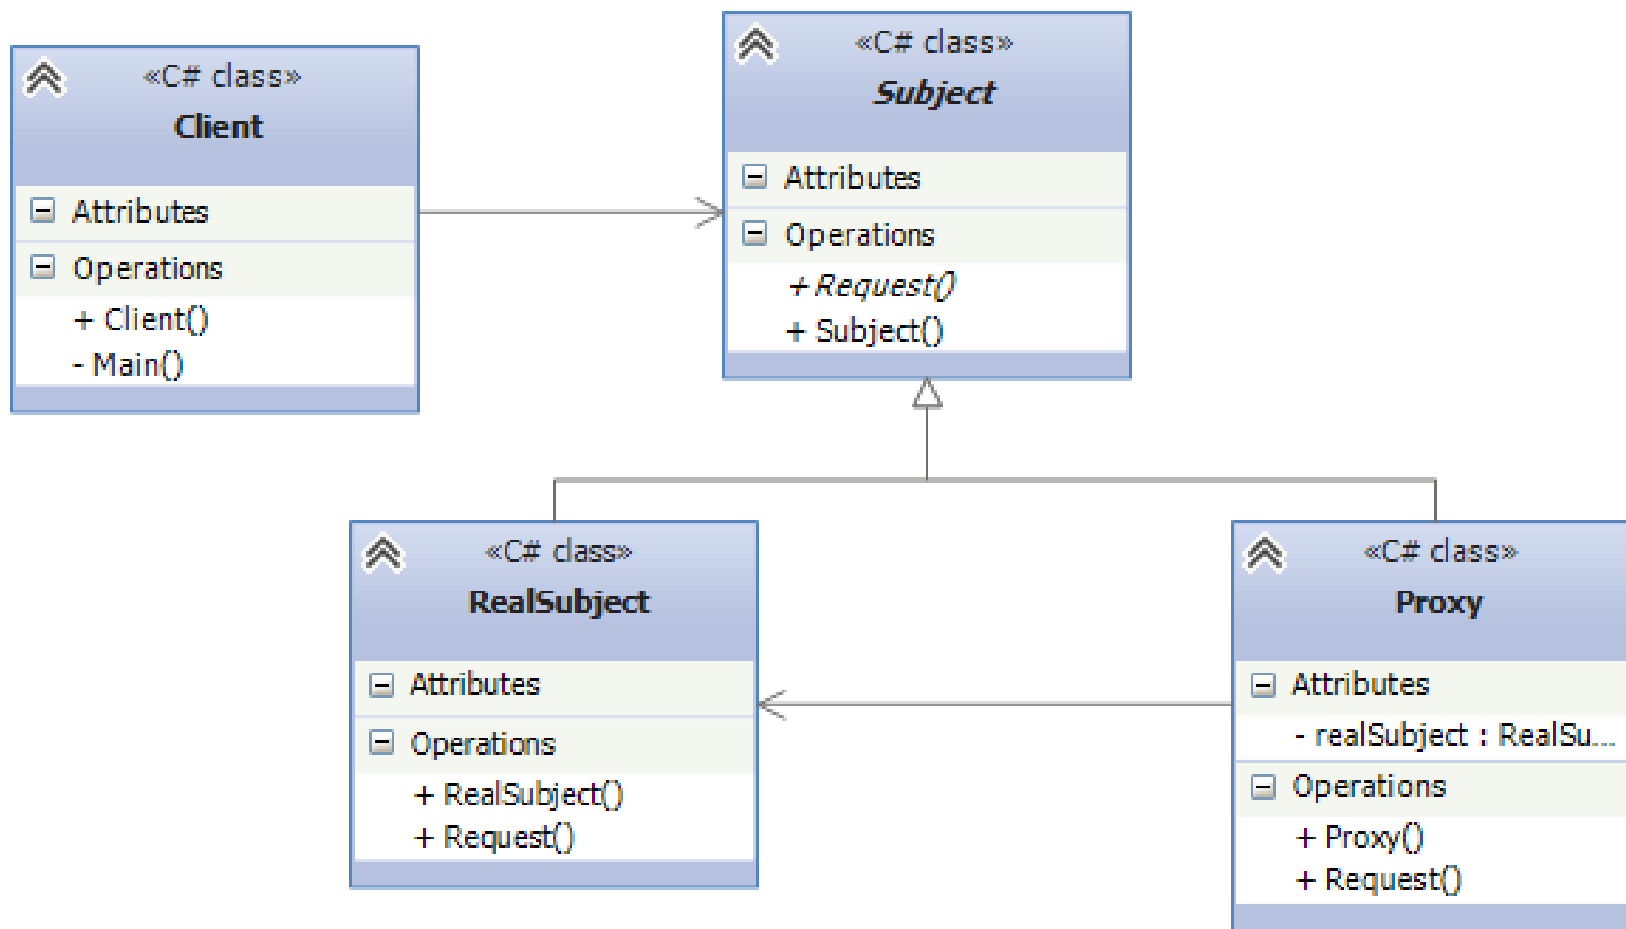 «C# class»
Client
Attributes
Operations
+ Client()
- Main()
«C# class»
Subject
Attributes
Operations
+ Request()
+ Subject()
«C# class»
RealSubject
Attributes
Operations
+ RealSubject()
+ Request()
«C# class»
Proxy
Attributes
- realSubject : RealSu...
Operations
+ Proxy()
+ Request()